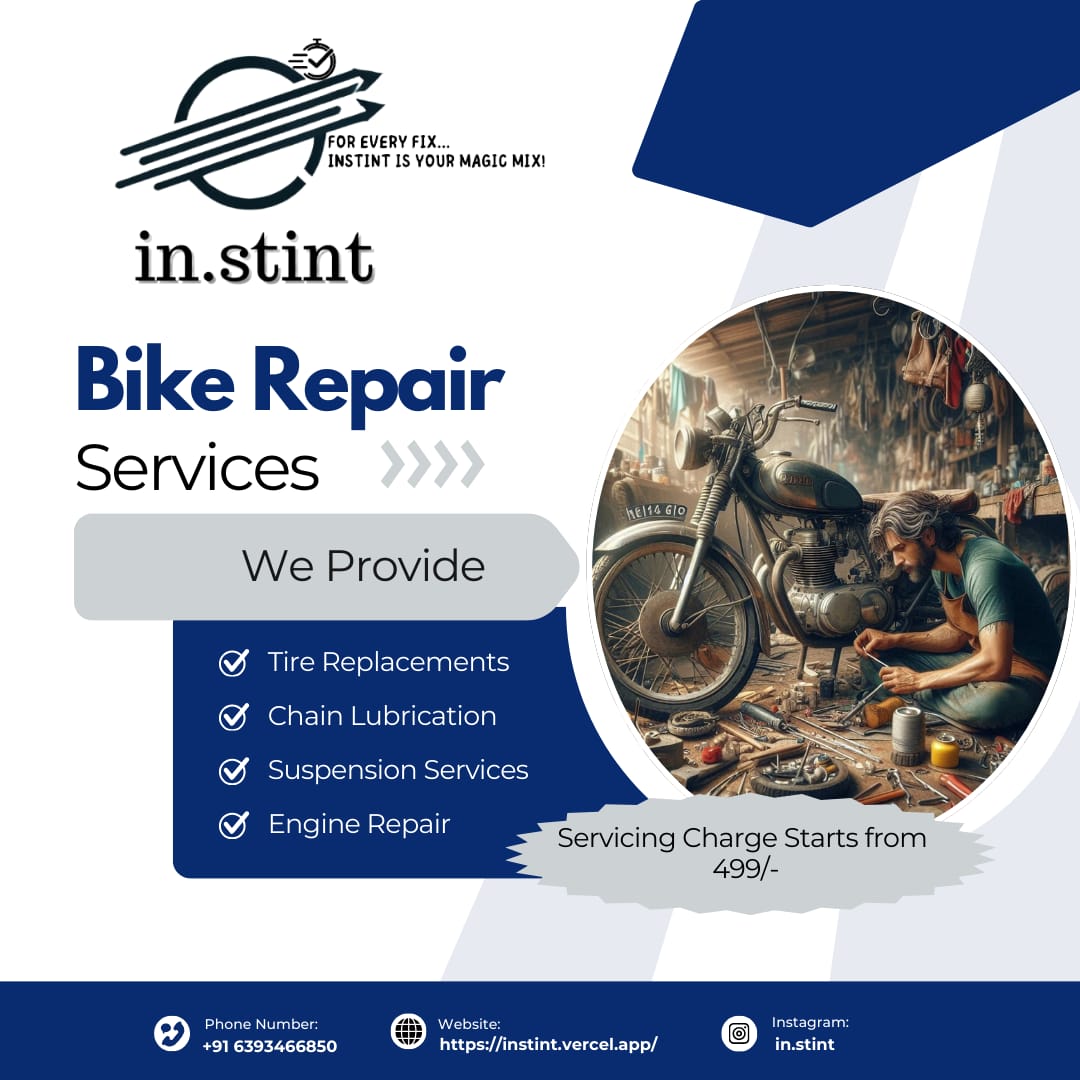 FOR EVERY FIX...
INSTINT IS YOUR MAGIC MIX!
in.stint
Bike Repair
Services
We Provide
Tire Replacements
Chain Lubrication
Suspension Services
Engine Repair
Servicing Charge Starts from
499/-
Phone Number:
+91 6393466850
Website:
https://instint.vercel.app/
Instagram:
in.stint